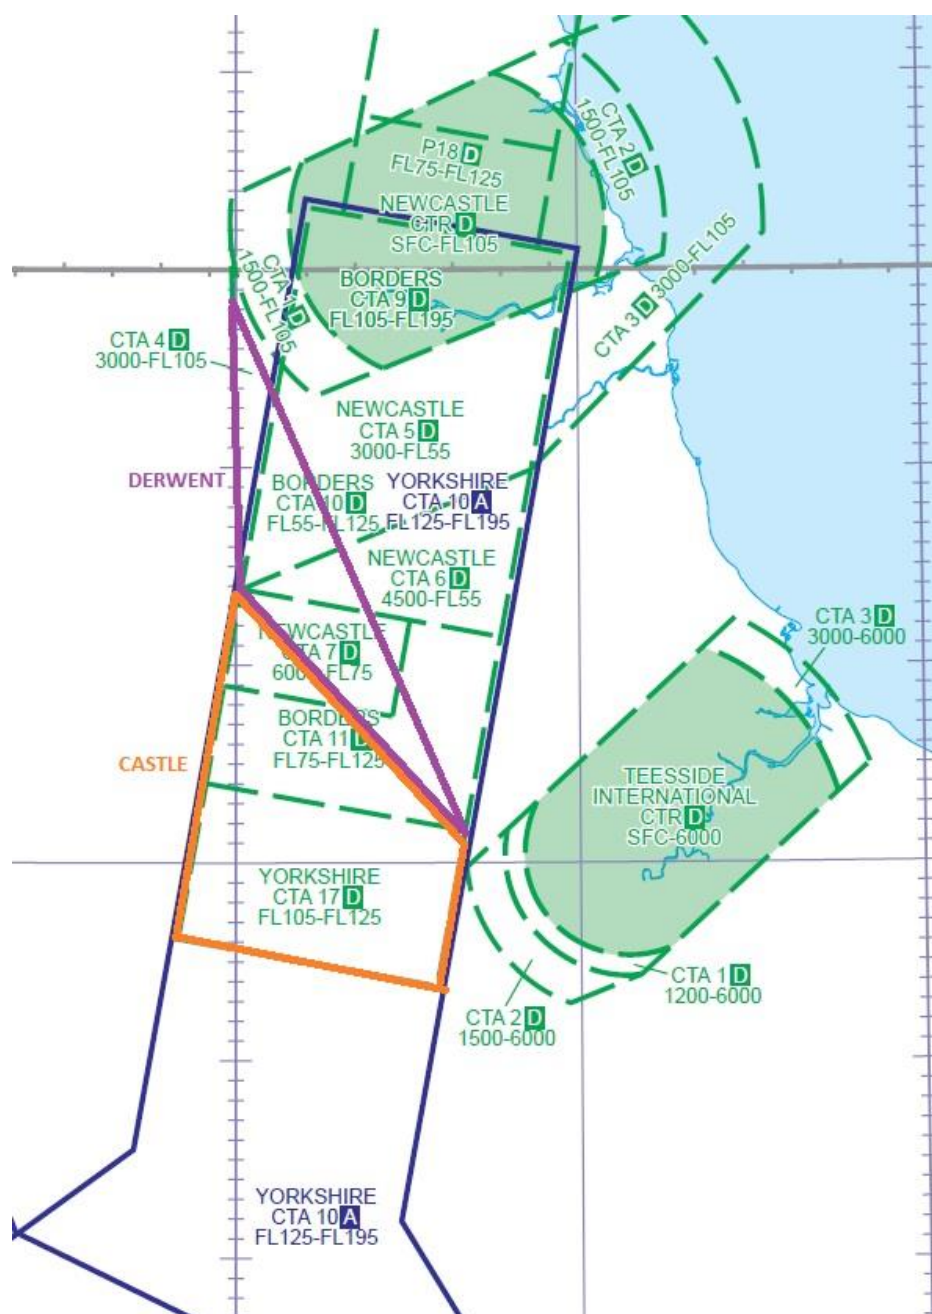 CTA 2 D
1500-FL105
P18 D
FL75-FL125
NEWCASTLE
CTR D
SFC-FL105
CTA 1 D
1500-FL105
BORDERS
CTA 9 D
FL105-FL195
CTA 3 D 3000-FL105
CTA 4 D
3000-FL105
NEWCASTLE
CTA 5 D
3000-FL55
DERWENT
BORDERS
CTA 10 D
FL55-FL125
YORKSHIRE
CTA 10 A
FL125-FL195
NEWCASTLE
CTA 6 D
4500-FL55
CTA 3 D
3000-6000
NEWCASTLE
CTA 7 D
6000-FL75
BORDERS
CTA 11 D
FL75-FL125
CASTLE
TEESSIDE
INTERNATIONAL
CTR D
SFC-6000
YORKSHIRE
CTA 17 D
FL105-FL125
CTA 1 D
1200-6000
CTA 2 D
1500-6000
YORKSHIRE
CTA 10 A
FL125-FL195